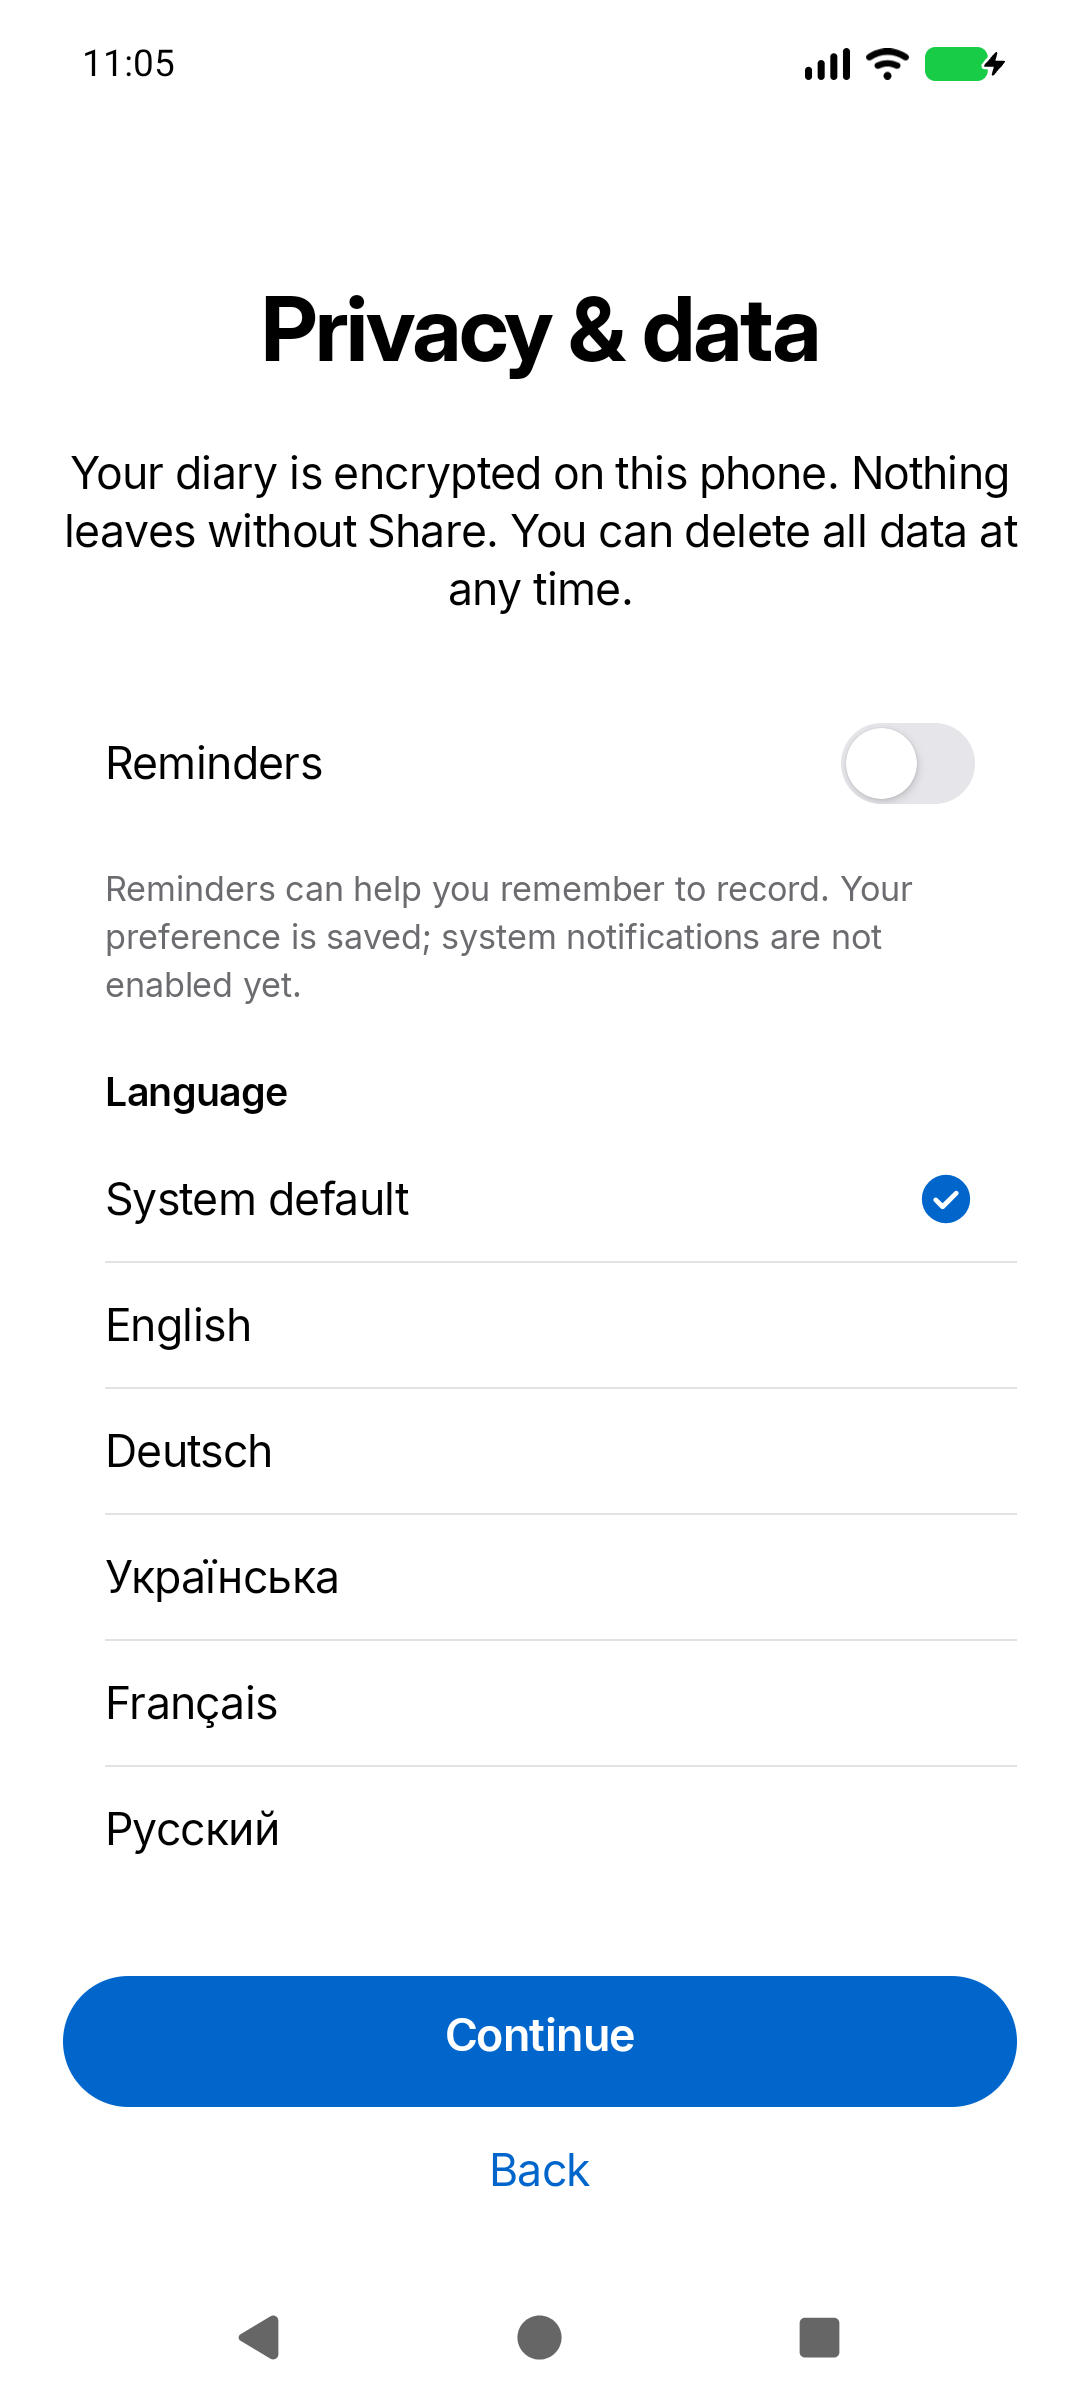 11:05
Privacy & data
Your diary is encrypted on this phone. Nothing
leaves without Share. You can delete all data at
any time.
Reminders
Reminders can help you remember to record. Your
preference is saved; system notifications are not
enabled yet.
Language
System default
English
Deutsch
Українська
Français
Русский
Continue
Back